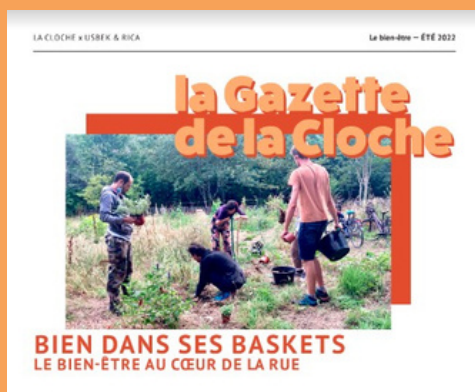 LA CLOCHE x USBEK & RICA
Le bien-être — ÉTÉ 2022
la Gazette
de la Cloche
BIEN DANS SES BASKETS
LE BIEN-ÊTRE AU CŒUR DE LA RUE